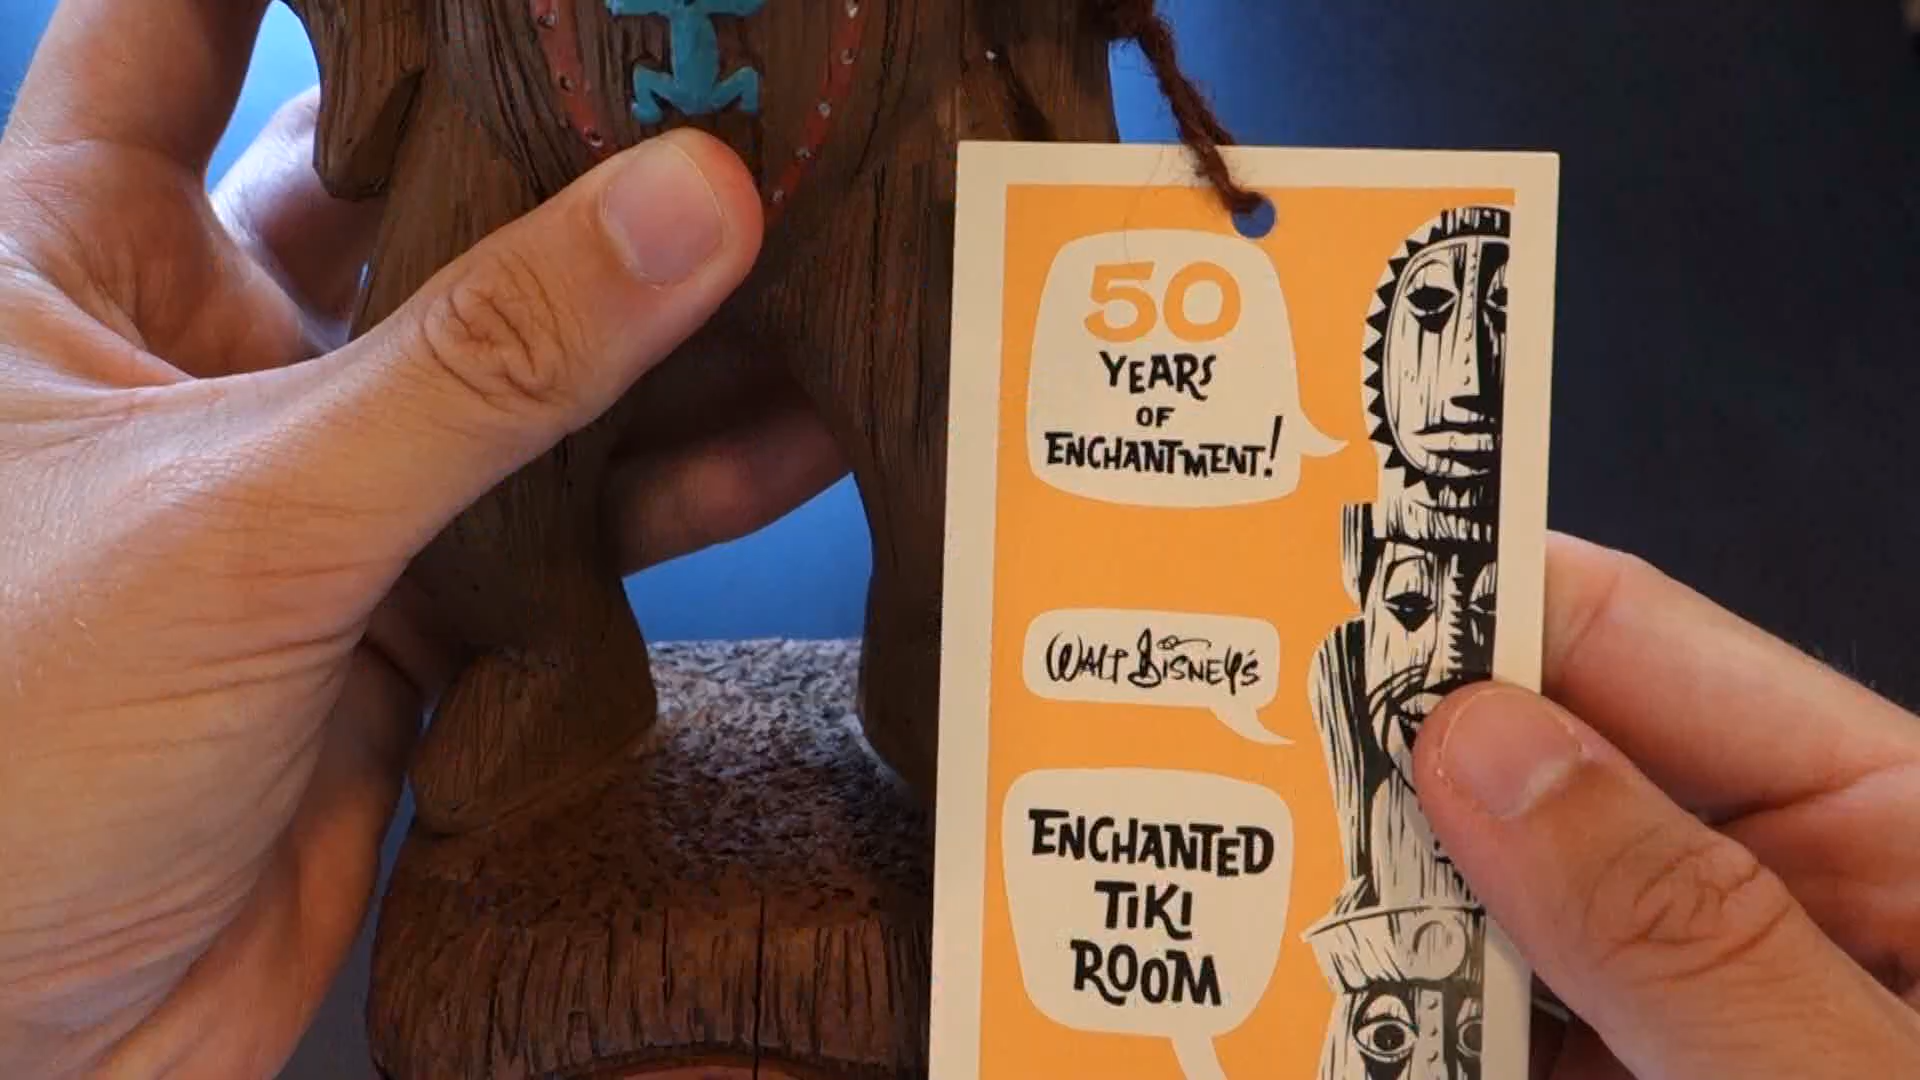 50
YEARS
OF
ENCHANTMENT!
WALT DISNEY'S
ENCHANTED
TIKI
ROOM